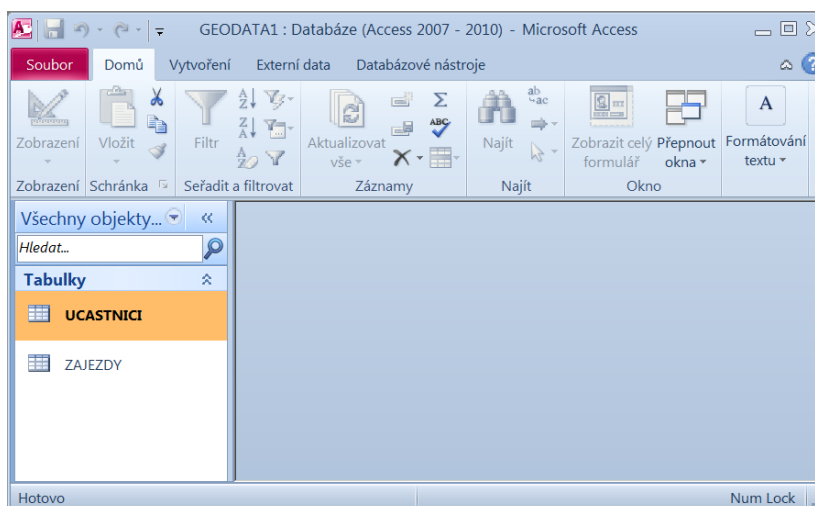 GEODATA1 : Databáze (Access 2007 - 2010) - Microsoft Access
Soubor Domů Vytvoření Externí data Databázové nástroje
Zobrazení Vložit Filtr Aktualizovat vše Najít Zobrazit celý formulář Přepnout okna Formátování textu
Zobrazení Schránka Seřadit a filtrovat Záznamy Najít Okno
Všechny objekty...
Hledat...
Tabulky
UCASTNICI
ZAJEZDY
Hotovo Num Lock